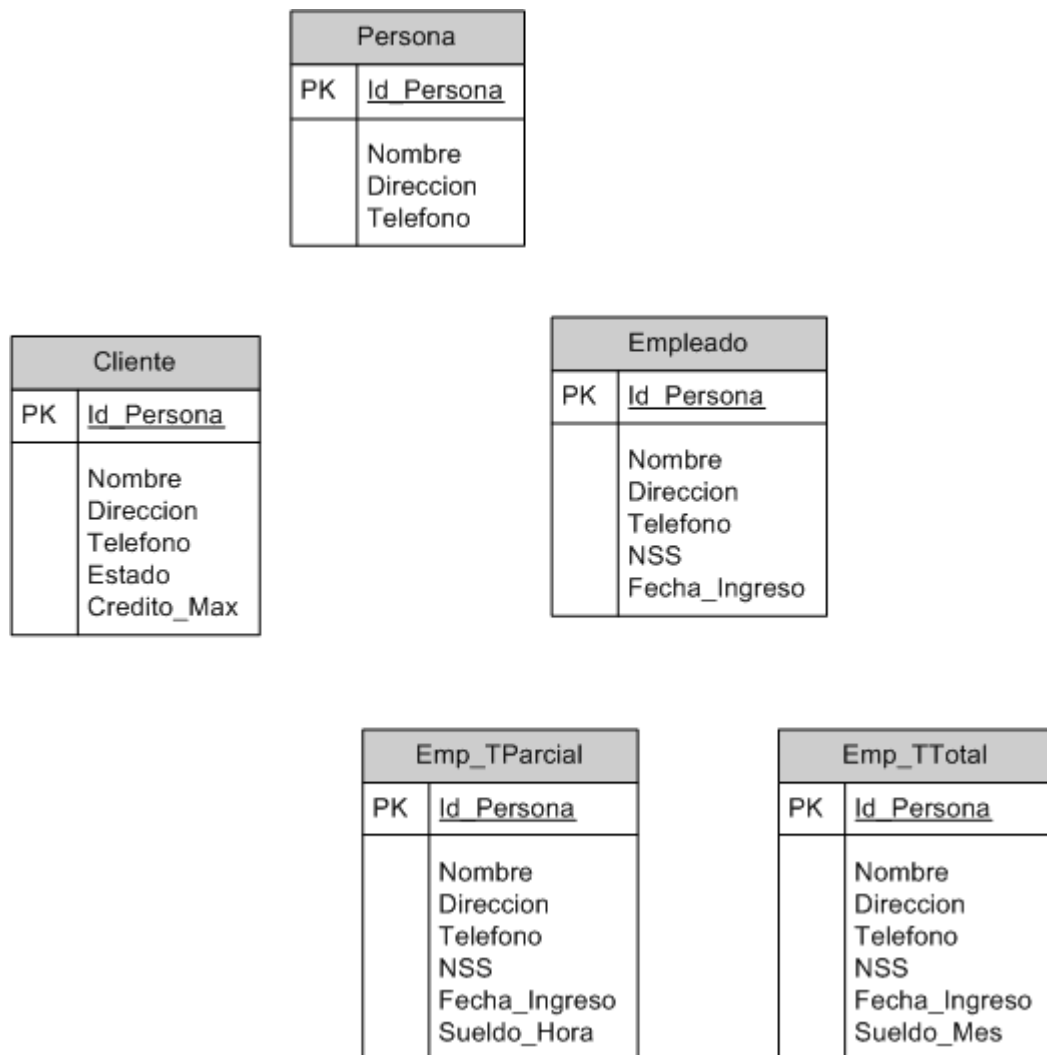 Persona
PK Id_Persona
Nombre
Direccion
Telefono
Cliente
PK Id_Persona
Nombre
Direccion
Telefono
Estado
Credito_Max
Empleado
PK Id_Persona
Nombre
Direccion
Telefono
NSS
Fecha_Ingreso
Emp_TParcial
PK Id_Persona
Nombre
Direccion
Telefono
NSS
Fecha_Ingreso
Sueldo_Hora
Emp_TTotal
PK Id_Persona
Nombre
Direccion
Telefono
NSS
Fecha_Ingreso
Sueldo_Mes